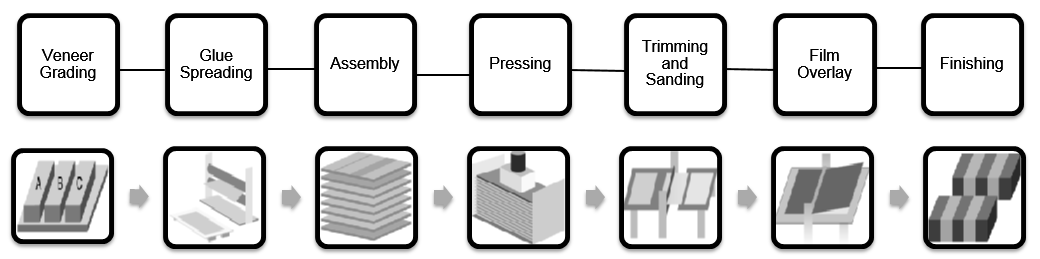 Veneer
Grading
Glue
Spreading
Assembly
Pressing
Trimming
and
Sanding
Film
Overlay
Finishing
A B C